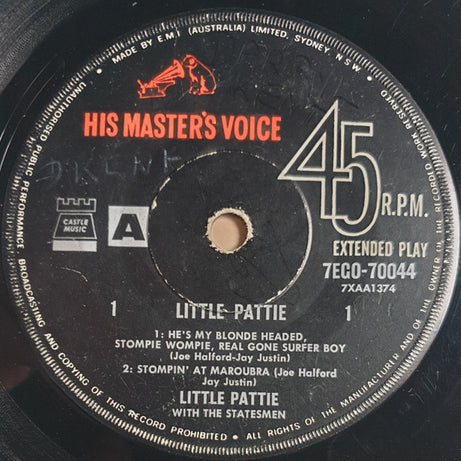 MADE BY E.M.I (AUSTRALIA) LIMITED, SYDNEY, N.S.W.
HIS MASTER'S VOICE
45 R.P.M.
EXTENDED PLAY
7EGO-70044
7XAA1374
CASTLE MUSIC
A
1 LITTLE PATTIE 1
1: HE'S MY BLONDE HEADED,
STOMPIE WOMPIE, REAL GONE SURFER BOY
(Joe Halford-Jay Justin)
2: STOMPIN' AT MAROUBRA (Joe Halford
Jay Justin)
LITTLE PATTIE
WITH THE STATESMEN
ALL RIGHTS OF THE MANUFACTURER AND OF THE OWNER OF THE RECORDED WORK RESERVED
UNAUTHORISED PUBLIC PERFORMANCE BROADCASTING AND COPYING OF THIS RECORD PROHIBITED